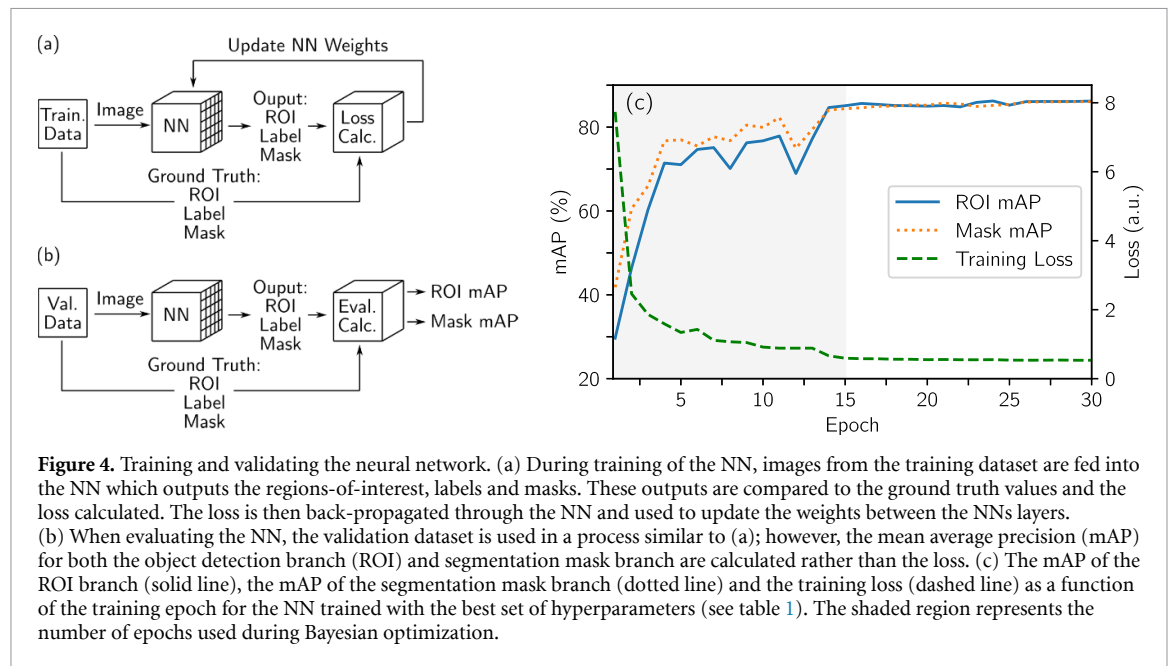 (a)
Update NN Weights
Train.
Data
Image
NN
Ouput:
ROI
Label
Mask
Loss
Calc.
Ground Truth:
ROI
Label
Mask
(b)
Val.
Data
Image
NN
Ouput:
ROI
Label
Mask
Eval.
Calc.
ROI mAP
Mask mAP
Ground Truth:
ROI
Label
Mask
(c)
mAP (%)
80
60
40
20
5
10
15
20
25
30
Epoch
8
6
4
2
0
Loss (a.u.)
ROI mAP
Mask mAP
Training Loss
Figure 4. Training and validating the neural network. (a) During training of the NN, images from the training dataset are fed into
the NN which outputs the regions-of-interest, labels and masks. These outputs are compared to the ground truth values and the
loss calculated. The loss is then back-propagated through the NN and used to update the weights between the NNs layers.
(b) When evaluating the NN, the validation dataset is used in a process similar to (a); however, the mean average precision (mAP)
for both the object detection branch (ROI) and segmentation mask branch are calculated rather than the loss. (c) The mAP of the
ROI branch (solid line), the mAP of the segmentation mask branch (dotted line) and the training loss (dashed line) as a function
of the training epoch for the NN trained with the best set of hyperparameters (see table 1). The shaded region represents the
number of epochs used during Bayesian optimization.